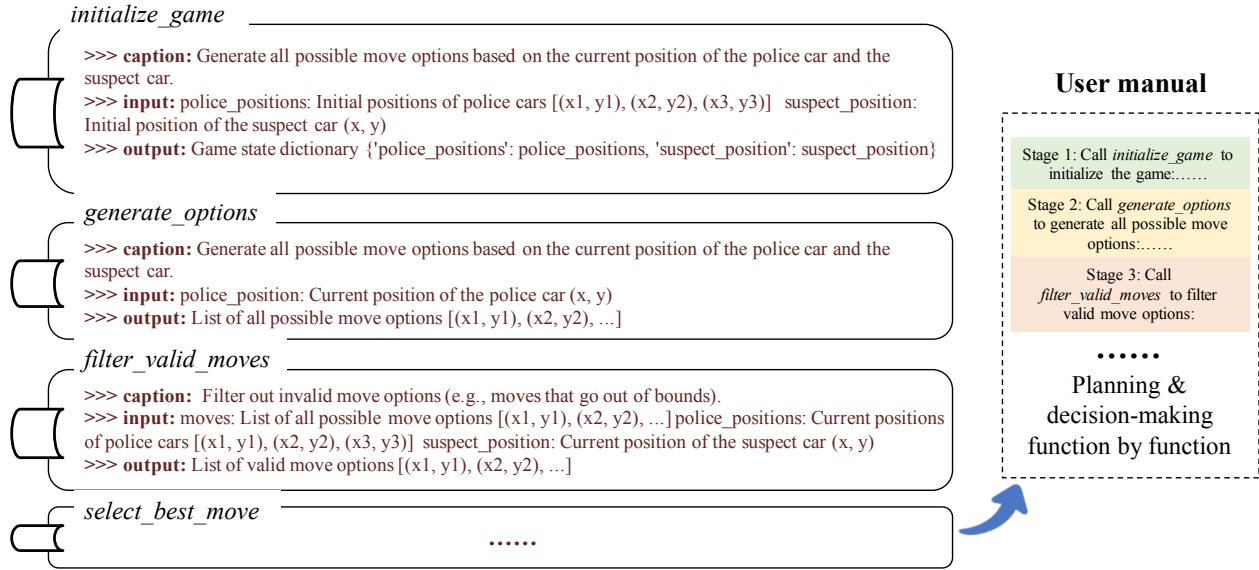 initialize_game
>>> caption: Generate all possible move options based on the current position of the police car and the
suspect car.
>>> input: police_positions: Initial positions of police cars [(x1, y1), (x2, y2), (x3, y3)]  suspect_position:
Initial position of the suspect car (x, y)
>>> output: Game state dictionary {'police_positions': police_positions, 'suspect_position': suspect_position}
generate_options
>>> caption: Generate all possible move options based on the current position of the police car and the
suspect car.
>>> input: police_position: Current position of the police car (x, y)
>>> output: List of all possible move options [(x1, y1), (x2, y2), ...]
filter_valid_moves
>>> caption:  Filter out invalid move options (e.g., moves that go out of bounds).
>>> input: moves: List of all possible move options [(x1, y1), (x2, y2), ...] police_positions: Current positions
of police cars [(x1, y1), (x2, y2), (x3, y3)]  suspect_position: Current position of the suspect car (x, y)
>>> output: List of valid move options [(x1, y1), (x2, y2), ...]
select_best_move
......
User manual
Stage 1: Call initialize_game to
initialize the game:......
Stage 2: Call generate_options
to generate all possible move
options:......
Stage 3: Call
filter_valid_moves to filter
valid move options:
......
Planning &
decision-making
function by function